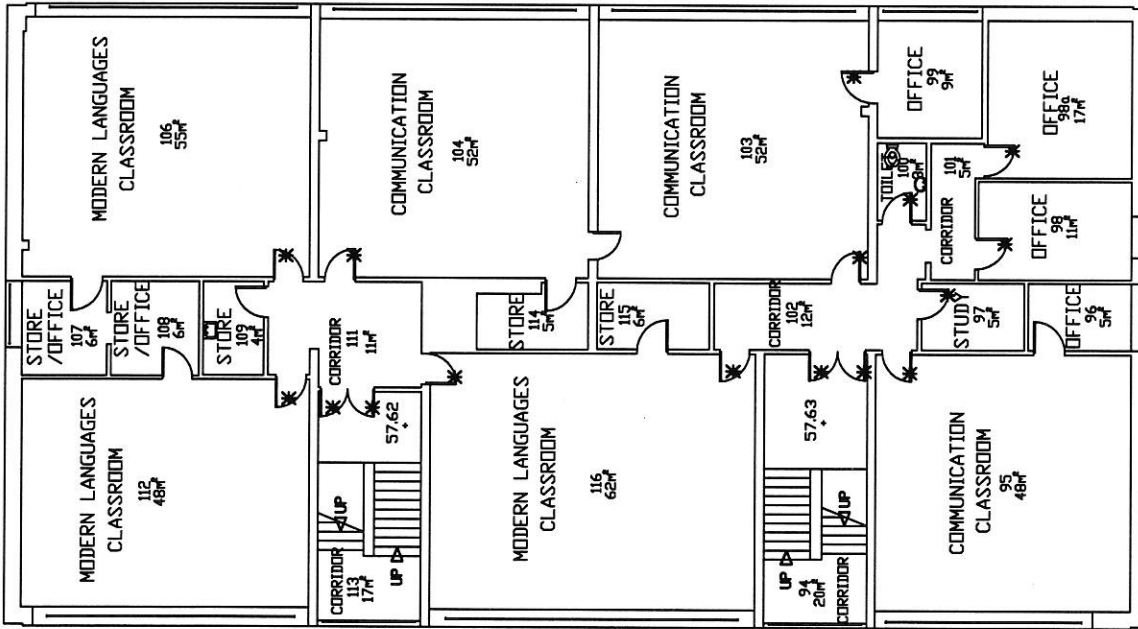 MODERN LANGUAGES
CLASSROOM
106
55m²
COMMUNICATION
CLASSROOM
104
52m²
COMMUNICATION
CLASSROOM
103
52m²
OFFICE
99
9m²
OFFICE
98a
17m²
TOILET
100
3m²
CORRIDOR
101
5m²
OFFICE
98
11m²
STORE
/OFFICE
107
6m²
STORE
/OFFICE
108
6m²
STORE
109
4m²
CORRIDOR
111
11m²
STORE
114
5m²
STORE
115
6m²
CORRIDOR
102
12m²
STUDY
97
5m²
OFFICE
96
5m²
MODERN LANGUAGES
CLASSROOM
112
48m²
57.62
UP
UP
CORRIDOR
113
17m²
MODERN LANGUAGES
CLASSROOM
116
62m²
57.63
UP
UP
94
20m²
CORRIDOR
COMMUNICATION
CLASSROOM
95
48m²